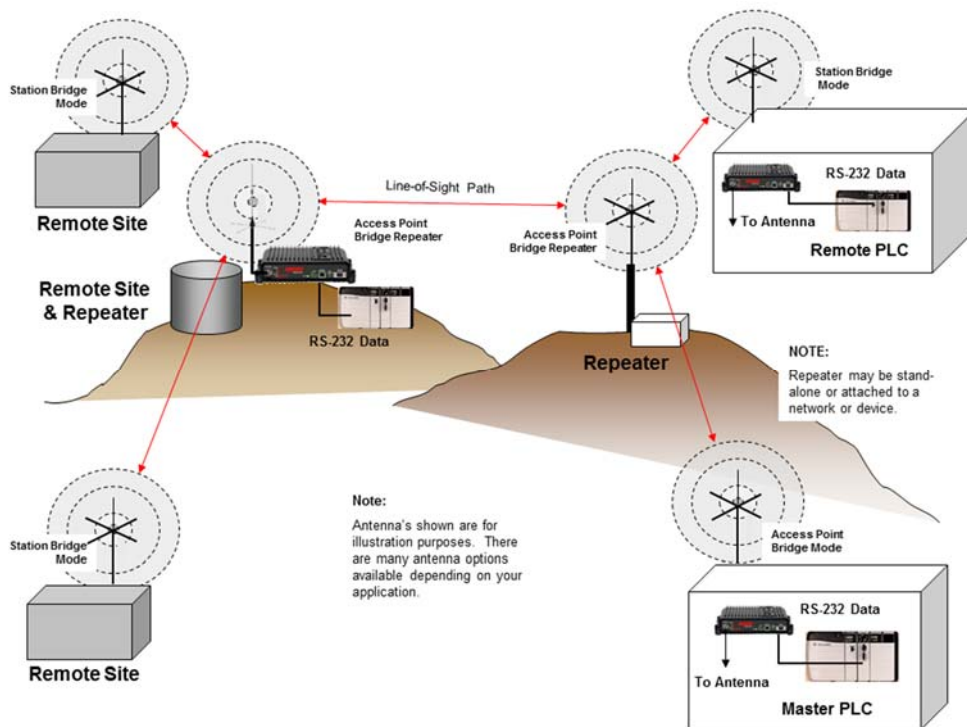 Station Bridge
Mode
Remote Site
Station Bridge
Mode
RS-232 Data
To Antenna
Remote PLC
Line-of-Sight Path
Access Point
Bridge Repeater
Access Point
Bridge Repeater
Remote Site
& Repeater
RS-232 Data
Repeater
NOTE:
Repeater may be stand-
alone or attached to a
network or device.
Station Bridge
Mode
Remote Site
Note:
Antenna's shown are for
illustration purposes. There
are many antenna options
available depending on your
application.
Access Point
Bridge Mode
RS-232 Data
To Antenna
Master PLC